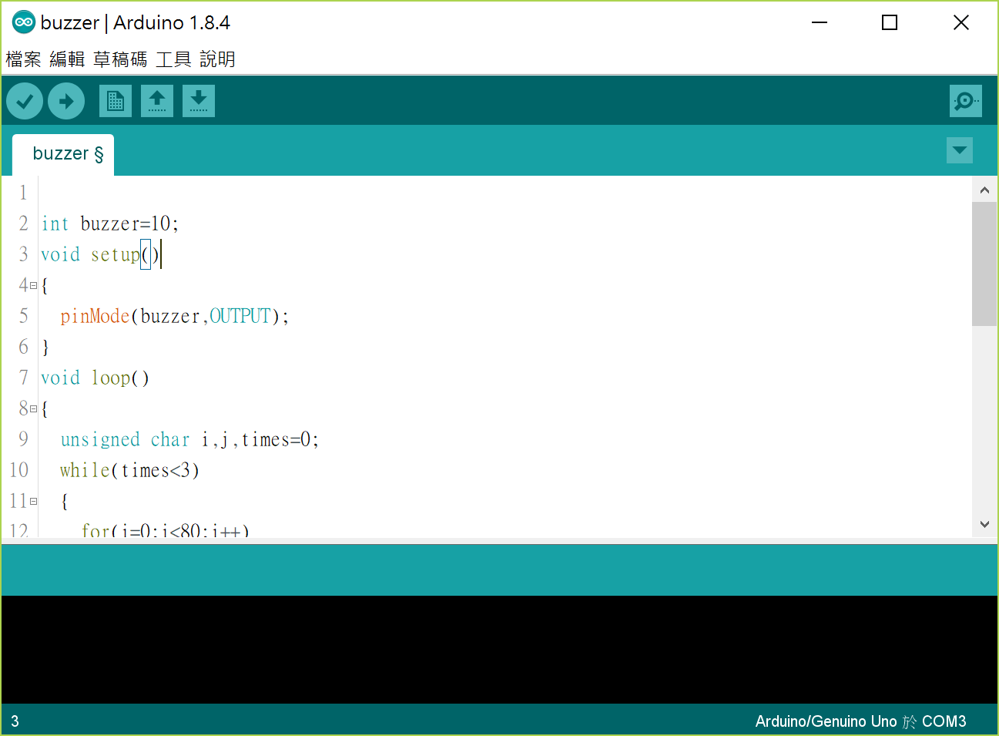 buzzer | Arduino 1.8.4
檔案 編輯 草稿碼 工具 說明
buzzer §
1
2 int buzzer=10;
3 void setup()
4 {
5 pinMode(buzzer,OUTPUT);
6 }
7 void loop()
8 {
9 unsigned char i,j,times=0;
10 while(times<3)
11 {
12 for(i=0;i<80;i++)
3
Arduino/Genuino Uno 於 COM3